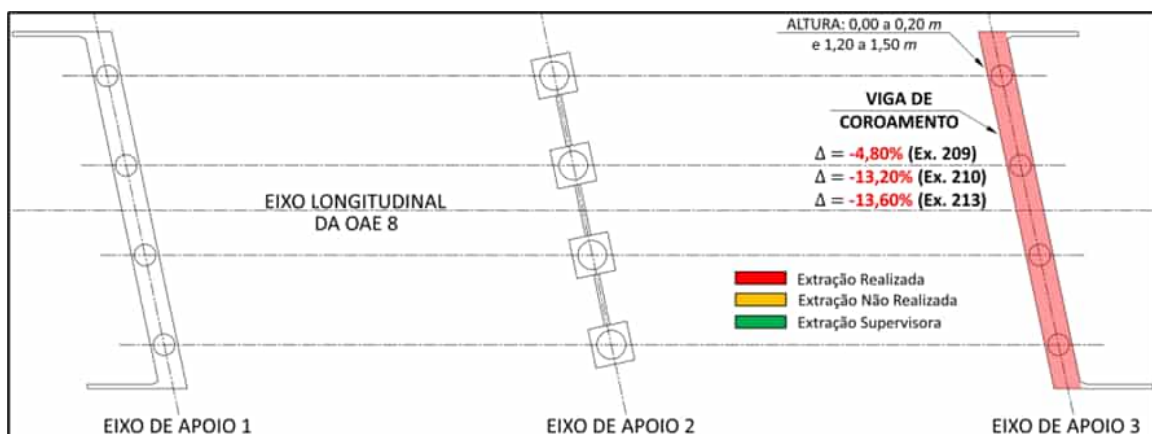 ALTURA: 0,00 a 0,20 m
e 1,20 a 1,50 m
VIGA DE
COROAMENTO
Δ = -4,80% (Ex. 209)
Δ = -13,20% (Ex. 210)
Δ = -13,60% (Ex. 213)
EIXO LONGITUDINAL
DA OAE 8
Extração Realizada
Extração Não Realizada
Extração Supervisora
EIXO DE APOIO 1
EIXO DE APOIO 2
EIXO DE APOIO 3